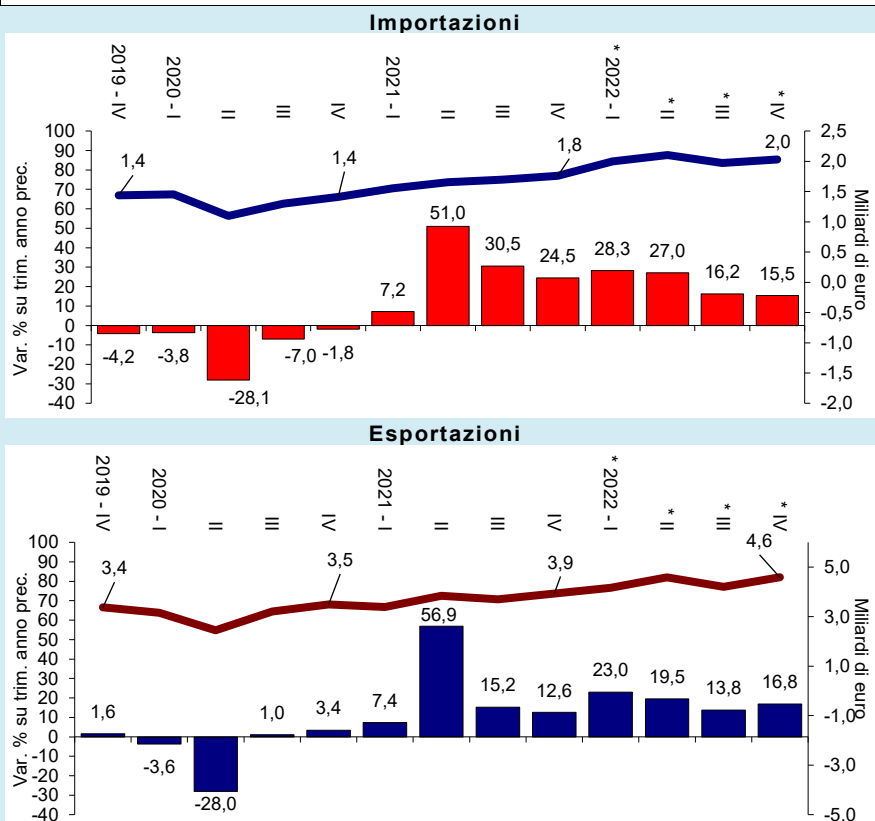 Importazioni
2019 - IV
2020 - I
II
III
IV
2021 - I
II
III
IV
* 2022 - I
* II
* III
* IV
Var. % su trim. anno prec.
100
90
80
70
60
50
40
30
20
10
0
-10
-20
-30
-40
1,4
1,4
1,8
2,0
-4,2
-3,8
-28,1
-7,0
-1,8
7,2
51,0
30,5
24,5
28,3
27,0
16,2
15,5
2,5
2,0
1,5
1,0
0,5
0,0
-0,5
-1,0
-1,5
-2,0
Miliardi di euro
Esportazioni
2019 - IV
2020 - I
II
III
IV
2021 - I
II
III
IV
* 2022 - I
* II
* III
* IV
Var. % su trim. anno prec.
100
90
80
70
60
50
40
30
20
10
0
-10
-20
-30
-40
3,4
3,5
3,9
4,6
1,6
-3,6
-28,0
1,0
3,4
7,4
56,9
15,2
12,6
23,0
19,5
13,8
16,8
5,0
3,0
1,0
-1,0
-3,0
-5,0
Miliardi di euro